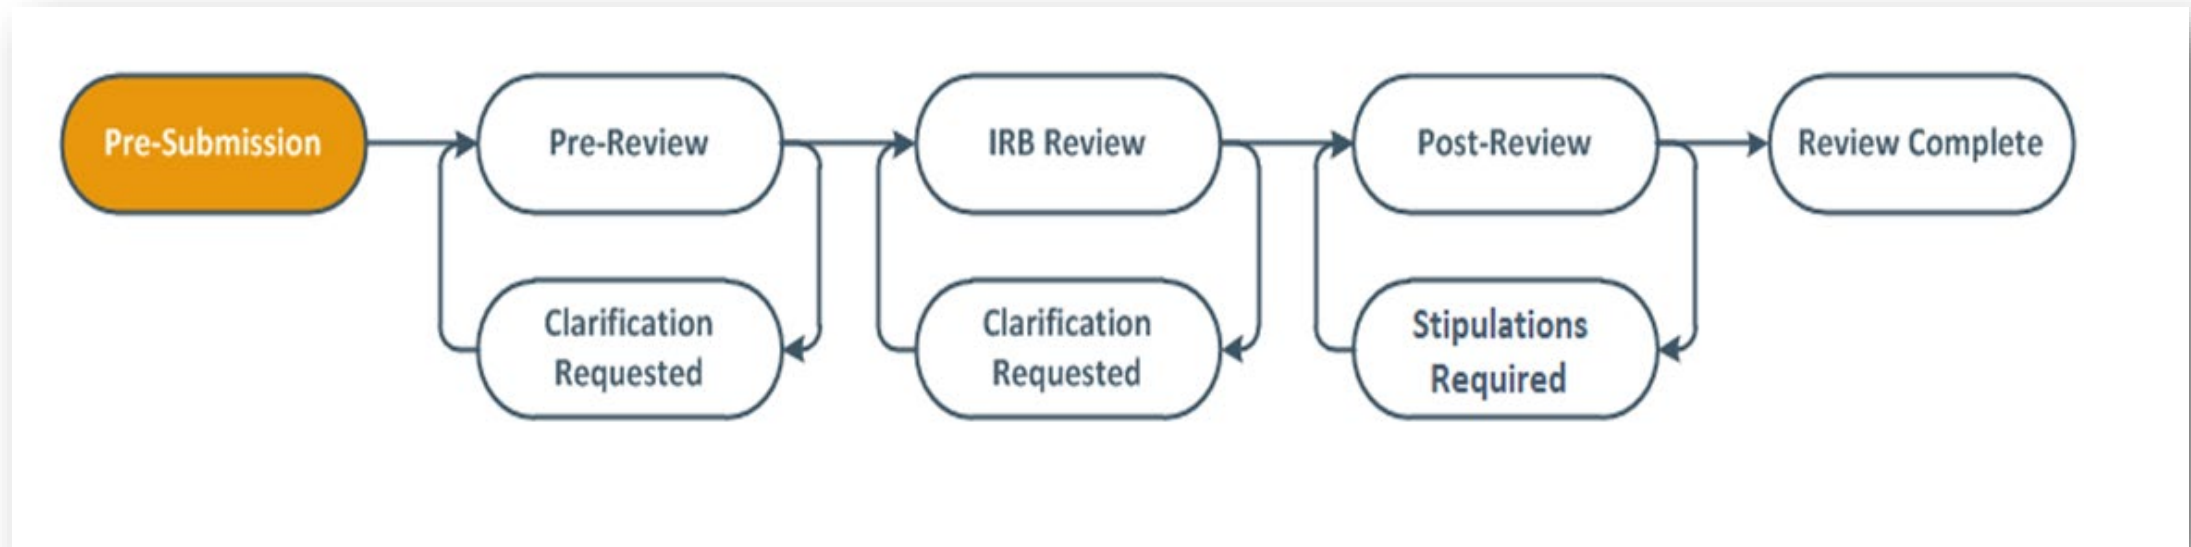 Pre-Submission
Pre-Review
IRB Review
Post-Review
Review Complete
Clarification
Requested
Clarification
Requested
Stipulations
Required